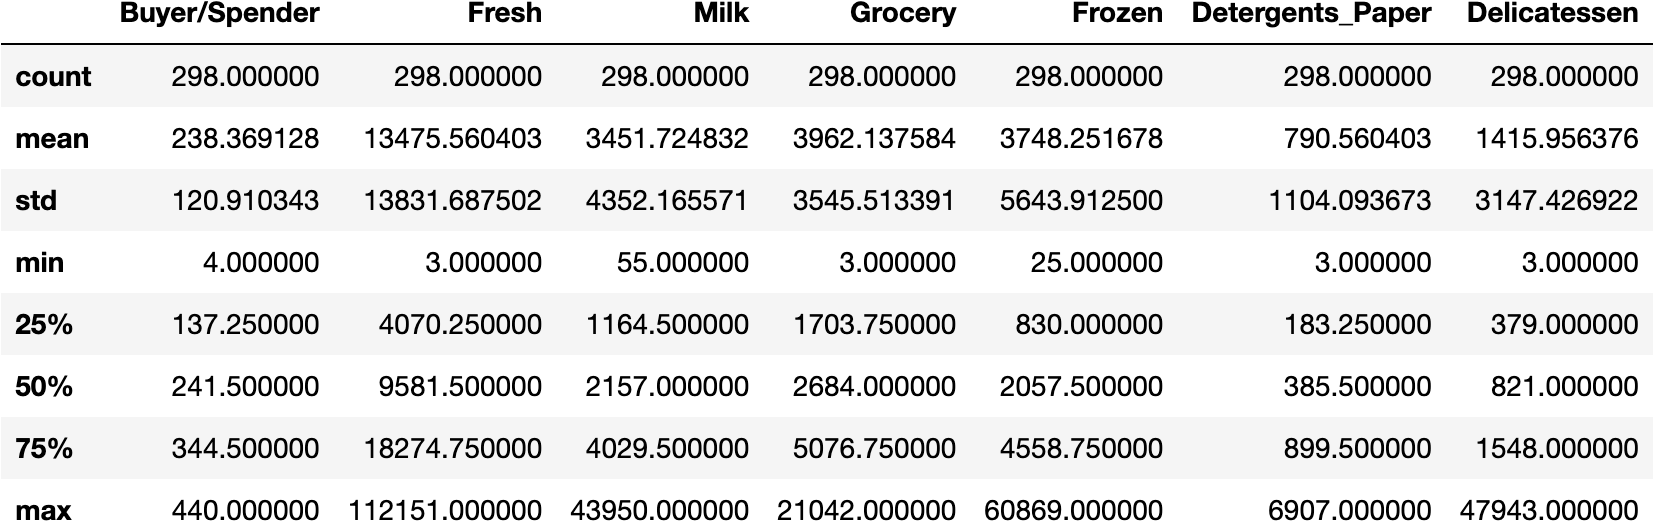 Buyer/Spender Fresh Milk Grocery Frozen Detergents_Paper Delicatessen
count 298.000000 298.000000 298.000000 298.000000 298.000000 298.000000 298.000000
mean 238.369128 13475.560403 3451.724832 3962.137584 3748.251678 790.560403 1415.956376
std 120.910343 13831.687502 4352.165571 3545.513391 5643.912500 1104.093673 3147.426922
min 4.000000 3.000000 55.000000 3.000000 25.000000 3.000000 3.000000
25% 137.250000 4070.250000 1164.500000 1703.750000 830.000000 183.250000 379.000000
50% 241.500000 9581.500000 2157.000000 2684.000000 2057.500000 385.500000 821.000000
75% 344.500000 18274.750000 4029.500000 5076.750000 4558.750000 899.500000 1548.000000
max 440.000000 112151.000000 43950.000000 21042.000000 60869.000000 6907.000000 47943.000000